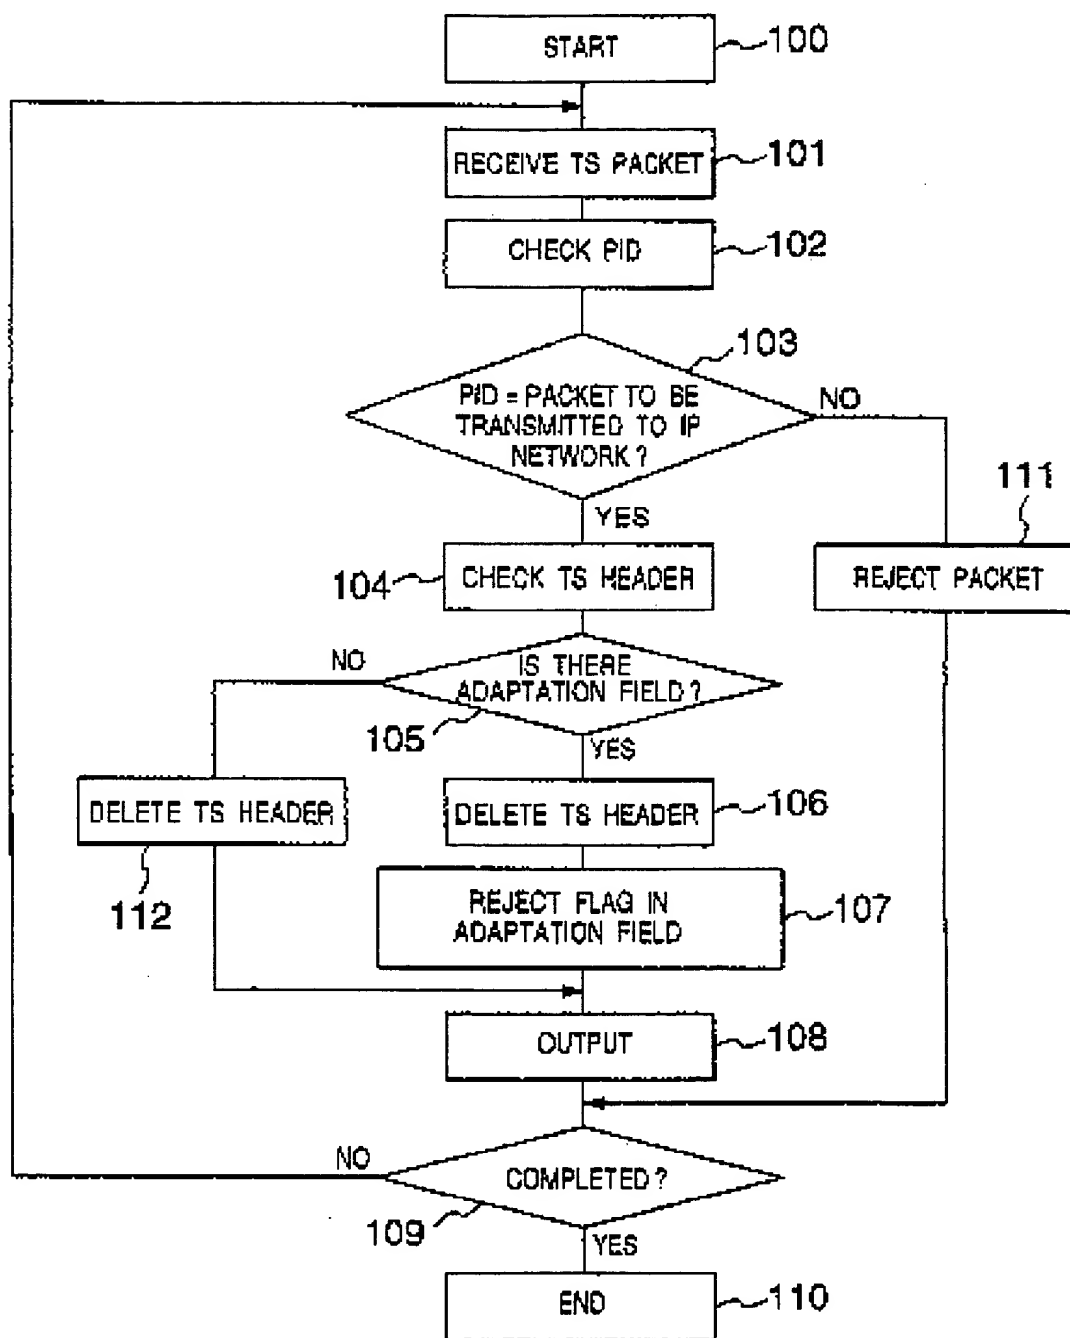 START
100
RECEIVE TS PACKET
101
CHECK PID
102
103
PID = PACKET TO BE
TRANSMITTED TO IP
NETWORK?
NO
YES
111
104
CHECK TS HEADER
REJECT PACKET
NO
IS THERE
ADAPTATION FIELD?
105
YES
DELETE TS HEADER
112
DELETE TS HEADER
106
REJECT FLAG IN
ADAPTATION FIELD
107
OUTPUT
108
NO
COMPLETED?
109
YES
END
110